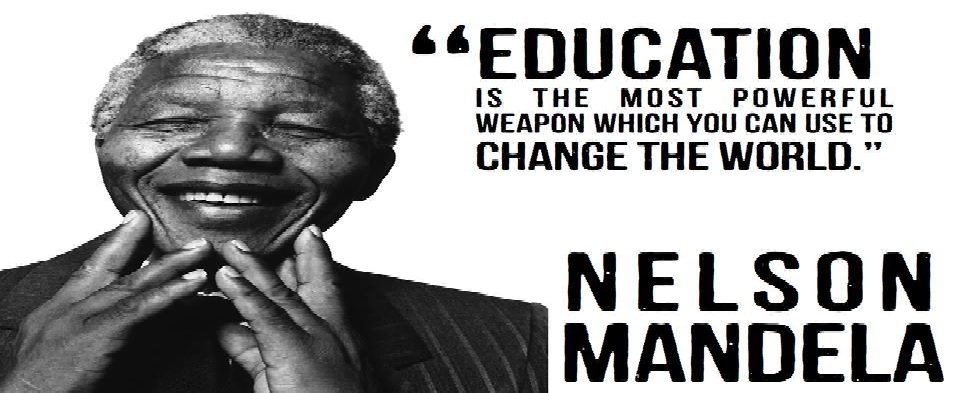 “EDUCATION
IS THE MOST POWERFUL
WEAPON WHICH YOU CAN USE TO
CHANGE THE WORLD.”
NELSON
MANDELA